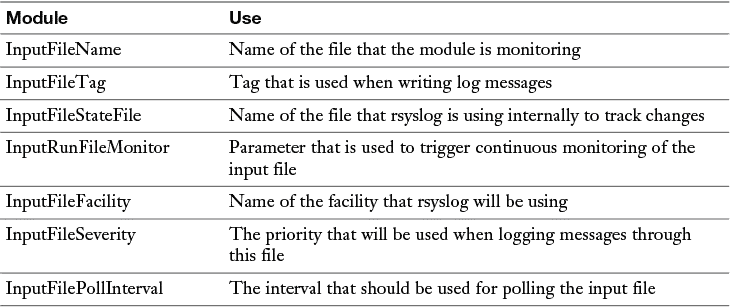 Module Use
InputFileName Name of the file that the module is monitoring
InputFileTag Tag that is used when writing log messages
InputFileStateFile Name of the file that rsyslog is using internally to track changes
InputRunFileMonitor Parameter that is used to trigger continuous monitoring of the
input file
InputFileFacility Name of the facility that rsyslog will be using
InputFileSeverity The priority that will be used when logging messages through
this file
InputFilePollInterval The interval that should be used for polling the input file